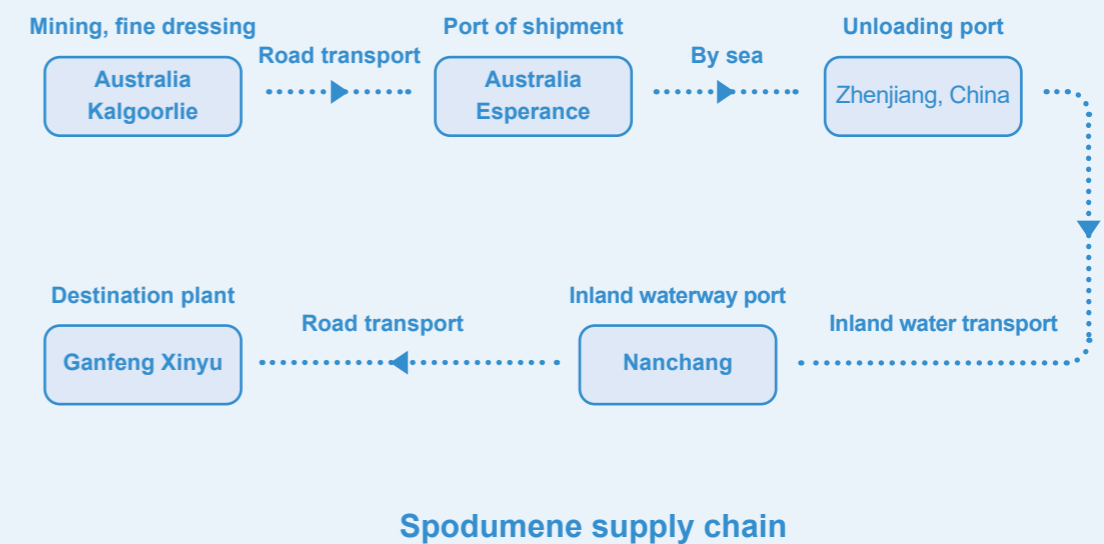 Mining, fine dressing
Australia
Kalgoorlie
Road transport
Port of shipment
Australia
Esperance
By sea
Unloading port
Zhenjiang, China
Inland water transport
Inland waterway port
Nanchang
Road transport
Destination plant
Ganfeng Xinyu
Spodumene supply chain